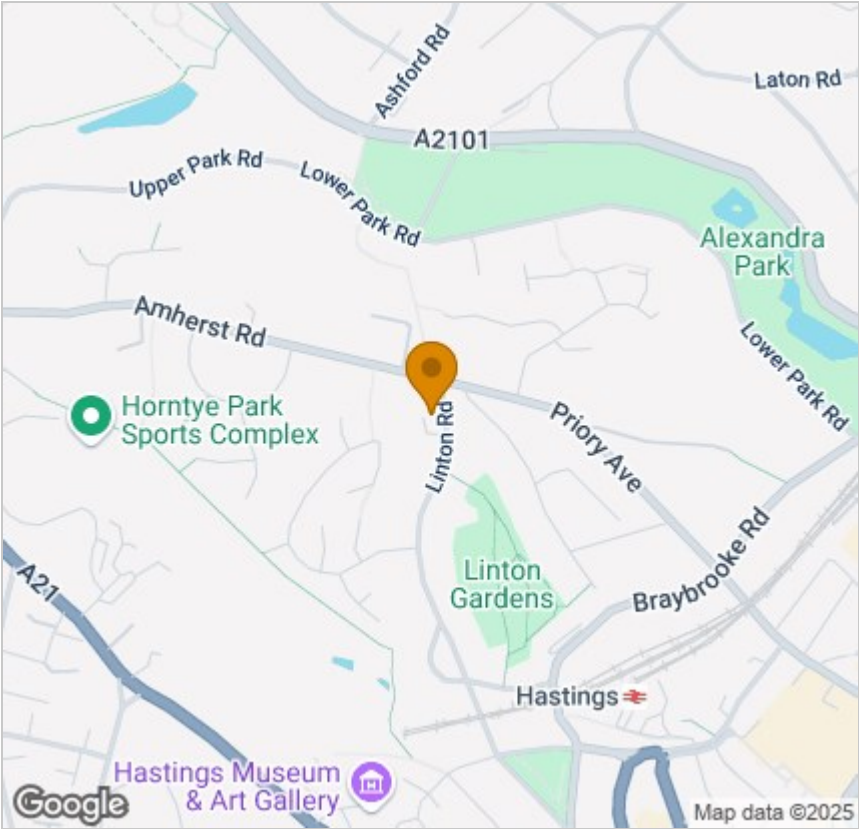 Ashford Rd
Laton Rd
A2101
Upper Park Rd
Lower Park Rd
Alexandra
Park
Amherst Rd
Lower Park Rd
Horntye Park
Sports Complex
Linton Rd
Priory Ave
Braybrooke Rd
Linton
Gardens
A21
Hastings
Hastings Museum
& Art Gallery
Google
Map data ©2025